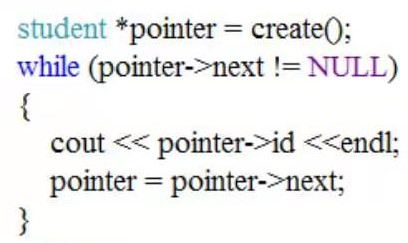 student *pointer = create();
while (pointer->next != NULL)
{
cout << pointer->id <<endl;
pointer = pointer->next;
}